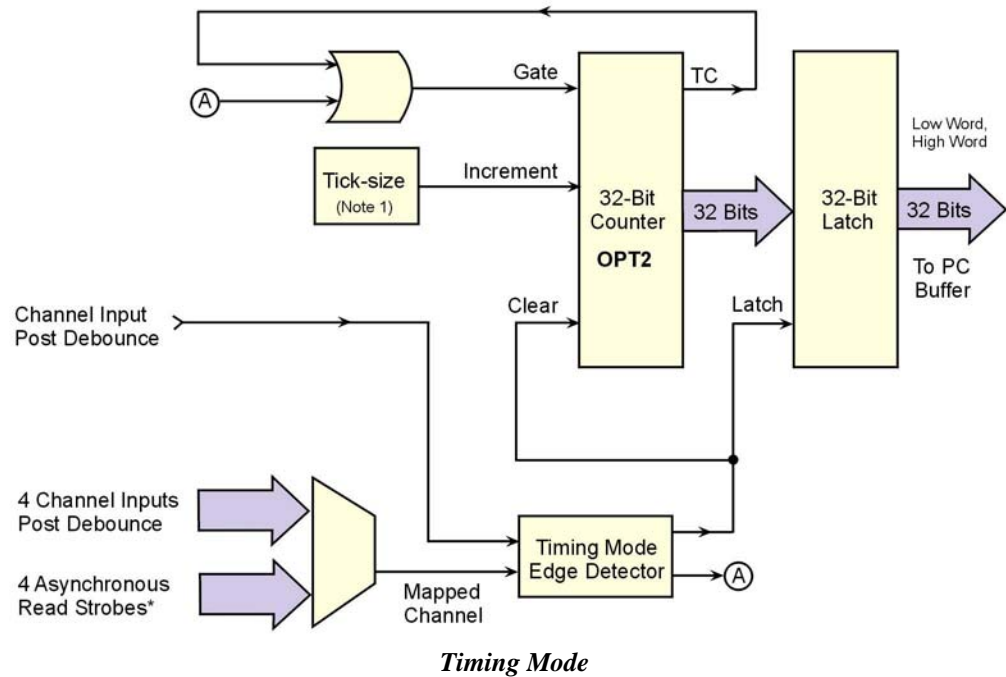 Gate
TC
A
Low Word,
High Word
Tick-size
(Note 1)
Increment
32-Bit
Counter
OPT2
32 Bits
32-Bit
Latch
32 Bits
To PC
Buffer
Clear
Latch
Channel Input
Post Debounce
4 Channel Inputs
Post Debounce
4 Asynchronous
Read Strobes*
Mapped
Channel
Timing Mode
Edge Detector
A
Timing Mode